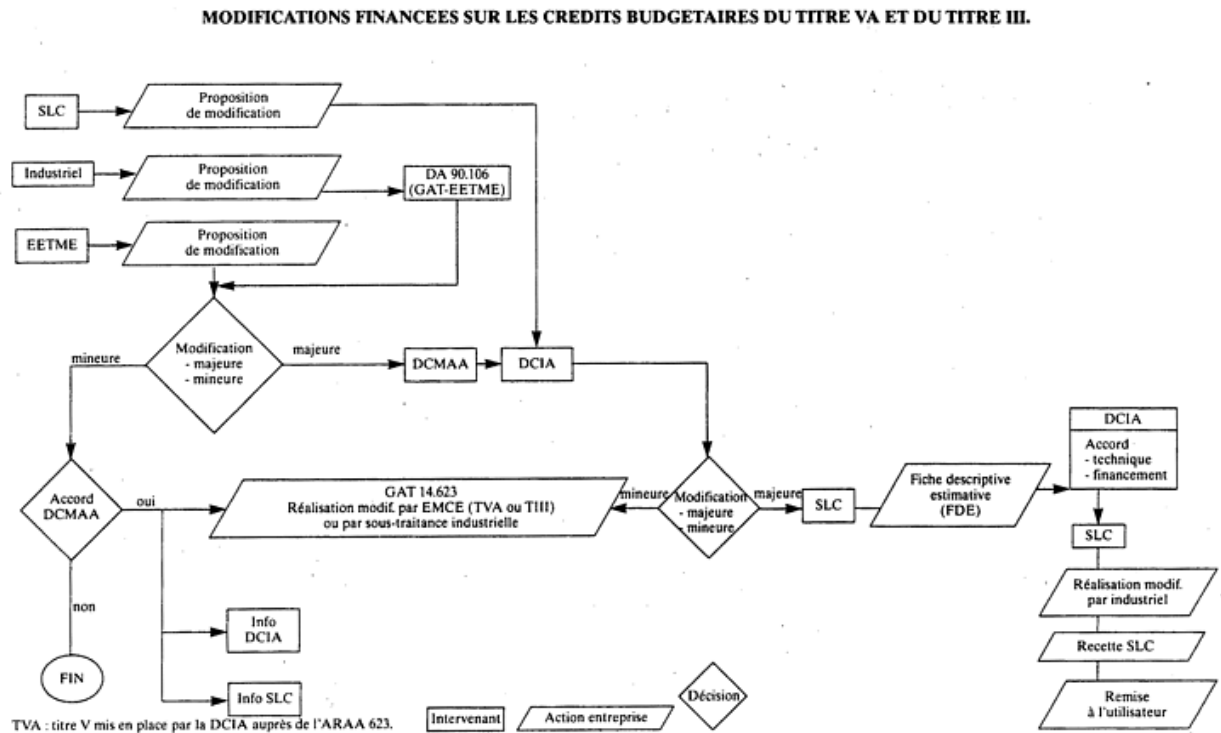 MODIFICATIONS FINANCEES SUR LES CREDITS BUDGETAIRES DU TITRE VA ET DU TITRE III.
SLC
Proposition
de modification
Industriel
Proposition
de modification
DA 90.106
(GAT-EETME)
EETME
Proposition
de modification
mineure
Modification
- majeure
- mineure
majeure
DCMAA
DCIA
Accord
DCMAA
oui
non
FIN
GAT 14.623
Réalisation modif. par EMCE (TVA ou TIII)
ou par sous-traitance industrielle
Info
DCIA
Info SLC
mineure
Modification
- majeure
- mineure
majeure
SLC
Fiche descriptive
estimative
(FDE)
DCIA
Accord
- technique
- financement
SLC
Réalisation modif.
par industriel
Recette SLC
Remise
à l'utilisateur
TVA : titre V mis en place par la DCIA auprès de l'ARAA 623.
Intervenant
Action entreprise
Décision